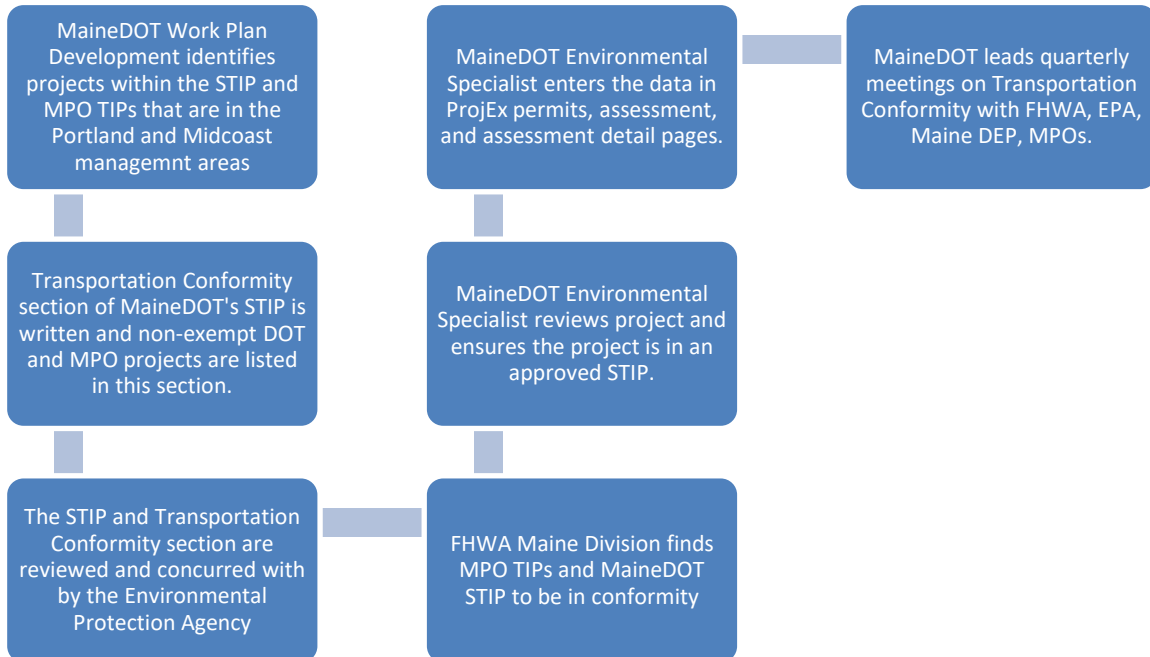 MaineDOT Work Plan
Development identifies
projects within the STIP and
MPO TIPs that are in the
Portland and Midcoast
managemnt areas
Transportation Conformity
section of MaineDOT's STIP is
written and non-exempt DOT
and MPO projects are listed
in this section.
The STIP and Transportation
Conformity section are
reviewed and concurred with
by the Environmental
Protection Agency
FHWA Maine Division finds
MPO TIPs and MaineDOT
STIP to be in conformity
MaineDOT Environmental
Specialist reviews project and
ensures the project is in an
approved STIP.
MaineDOT Environmental
Specialist enters the data in
ProjEx permits, assessment,
and assessment detail pages.
MaineDOT leads quarterly
meetings on Transportation
Conformity with FHWA, EPA,
Maine DEP, MPOs.